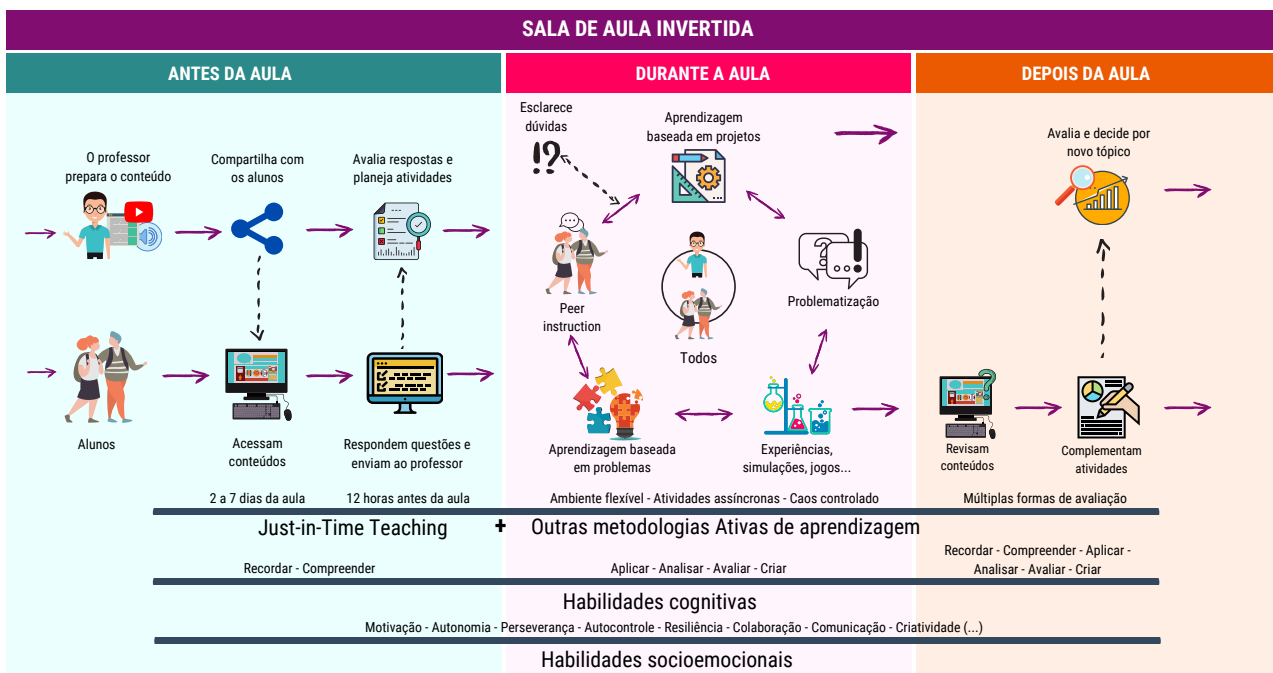 SALA DE AULA INVERTIDA
ANTES DA AULA
DURANTE A AULA
DEPOIS DA AULA
O professor
prepara o conteúdo
Compartilha com
os alunos
Avalia respostas e
planeja atividades
Alunos
Acessam
conteúdos
Respondem questões e
enviam ao professor
2 a 7 dias da aula
12 horas antes da aula
Esclarece
dúvidas
!?
Aprendizagem
baseada em projetos
Peer
instruction
Todos
Problematização
Aprendizagem baseada
em problemas
Experiências,
simulações, jogos...
Ambiente flexível - Atividades assíncronas - Caos controlado
Avalia e decide por
novo tópico
Revisam
conteúdos
Complementam
atividades
Múltiplas formas de avaliação
Just-in-Time Teaching + Outras metodologias Ativas de aprendizagem
Recordar - Compreender
Aplicar - Analisar - Avaliar - Criar
Recordar - Compreender - Aplicar -
Analisar - Avaliar - Criar
Habilidades cognitivas
Motivação - Autonomia - Perseverança - Autocontrole - Resiliência - Colaboração - Comunicação - Criatividade (...)
Habilidades socioemocionais